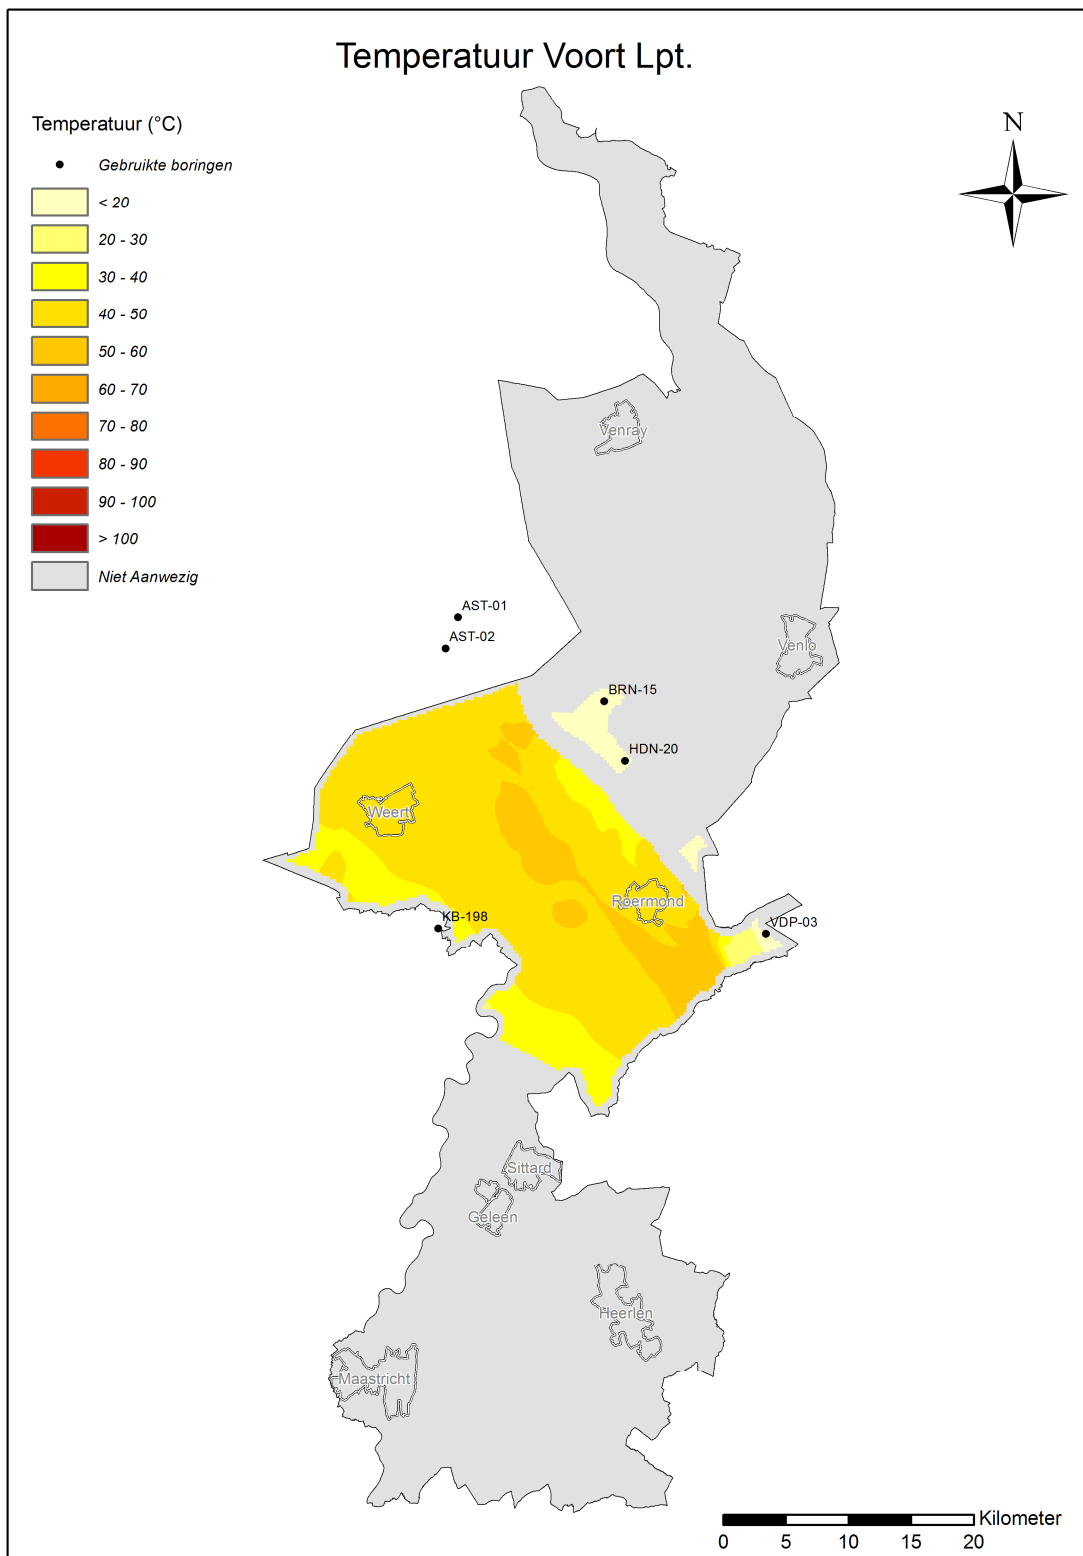 Temperatuur Voort Lpt.
Temperatuur (°C)
Gebruikte boringen
< 20
20 - 30
30 - 40
40 - 50
50 - 60
60 - 70
70 - 80
80 - 90
90 - 100
> 100
Niet Aanwezig
N
Venray
AST-01
AST-02
Venlo
BRN-15
HDN-20
Weert
Roermond
KB-198
VDP-03
Sittard
Geleen
Heerlen
Maastricht
Kilometer
0 5 10 15 20